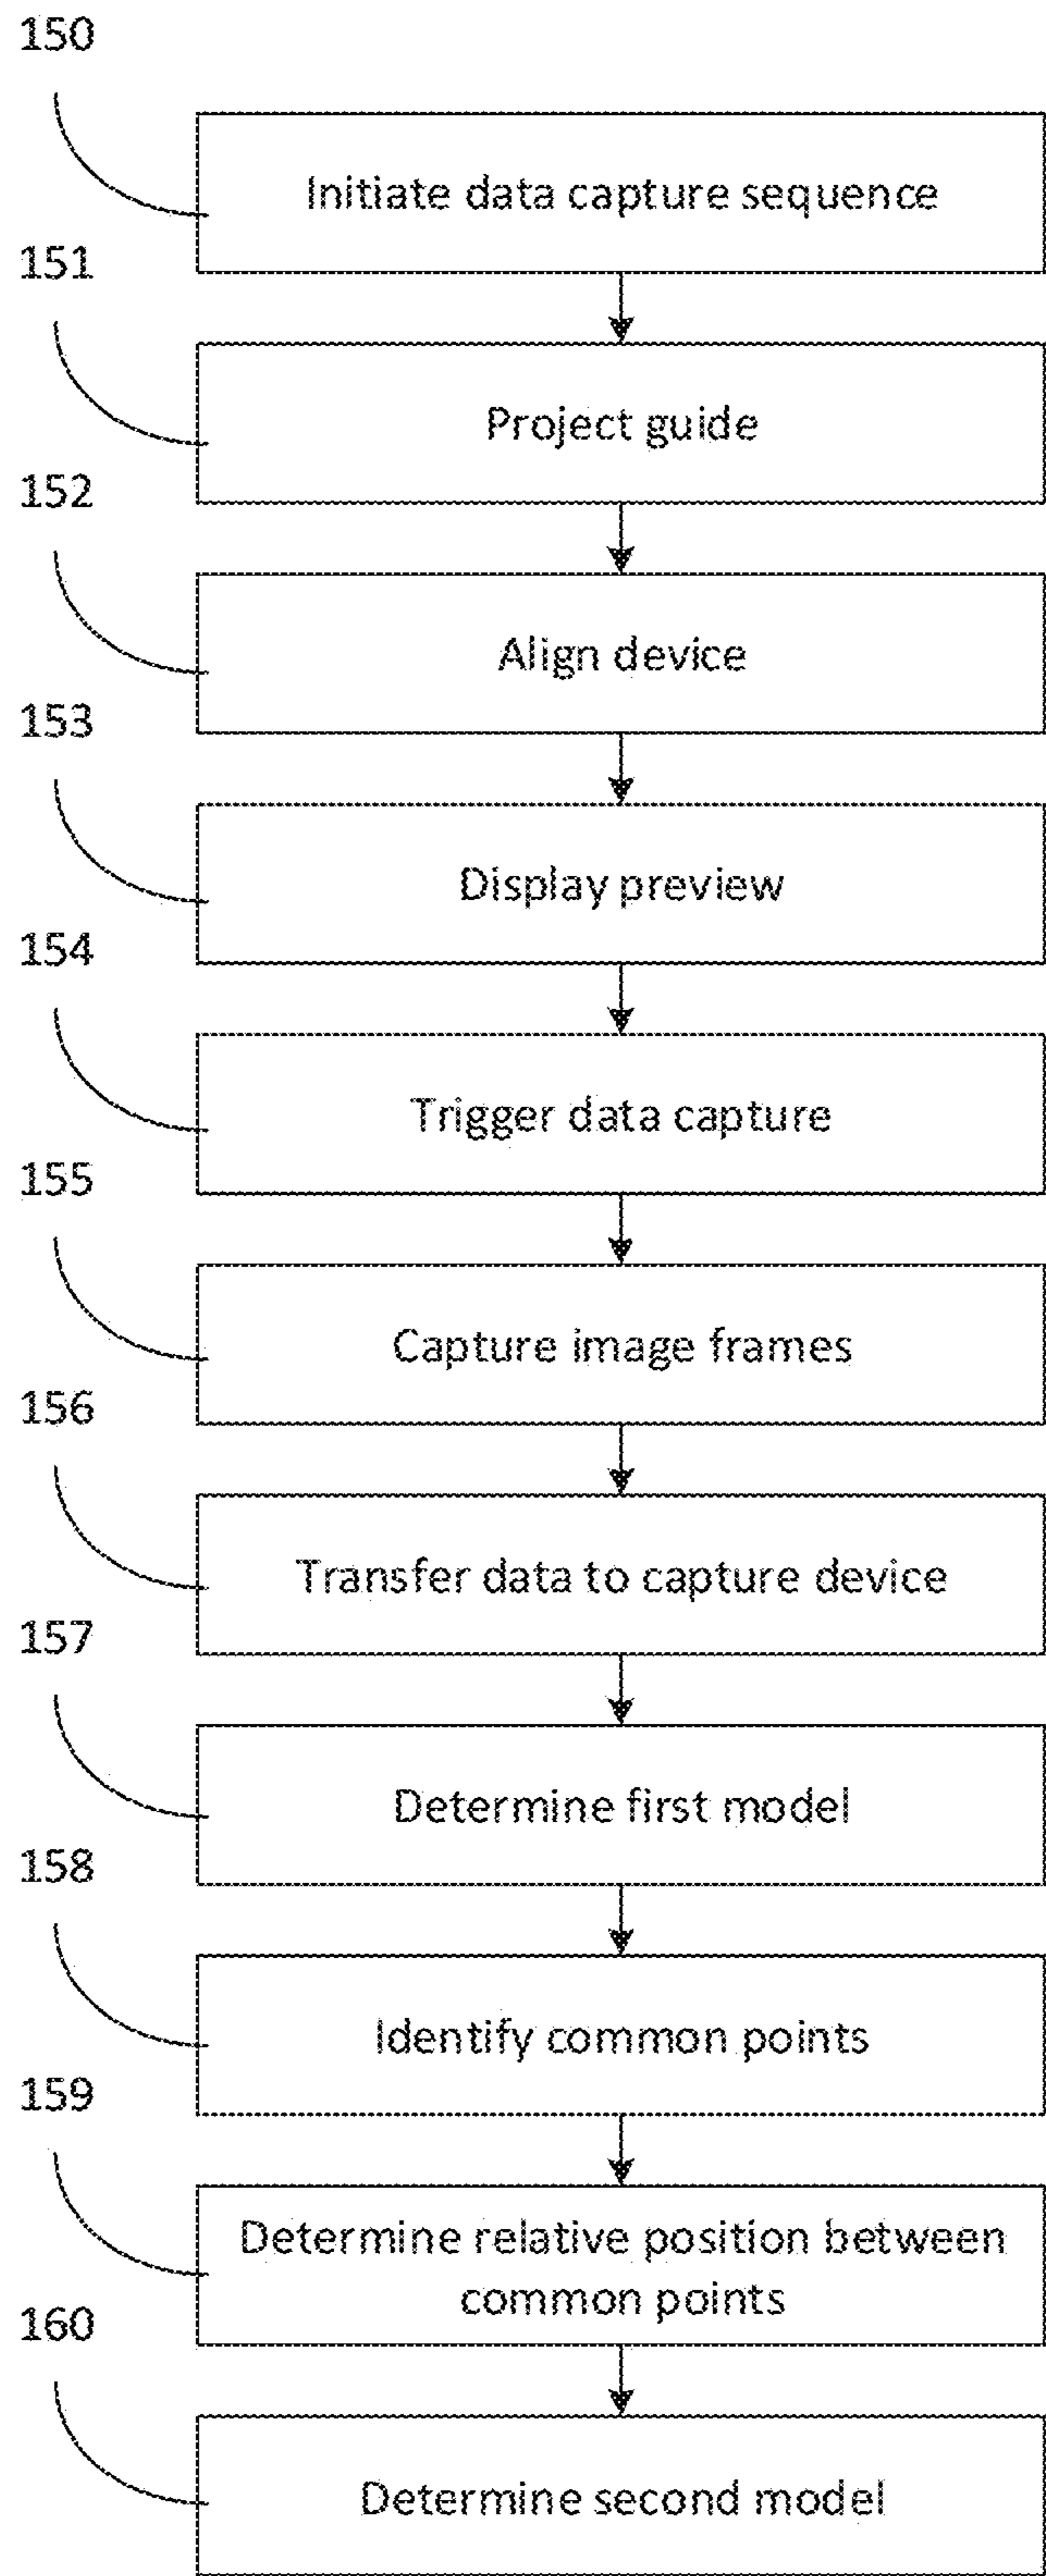 150
Initiate data capture sequence
151
Project guide
152
Align device
153
Display preview
154
Trigger data capture
155
Capture image frames
156
Transfer data to capture device
157
Determine first model
158
Identify common points
159
Determine relative position between
common points
160
Determine second model